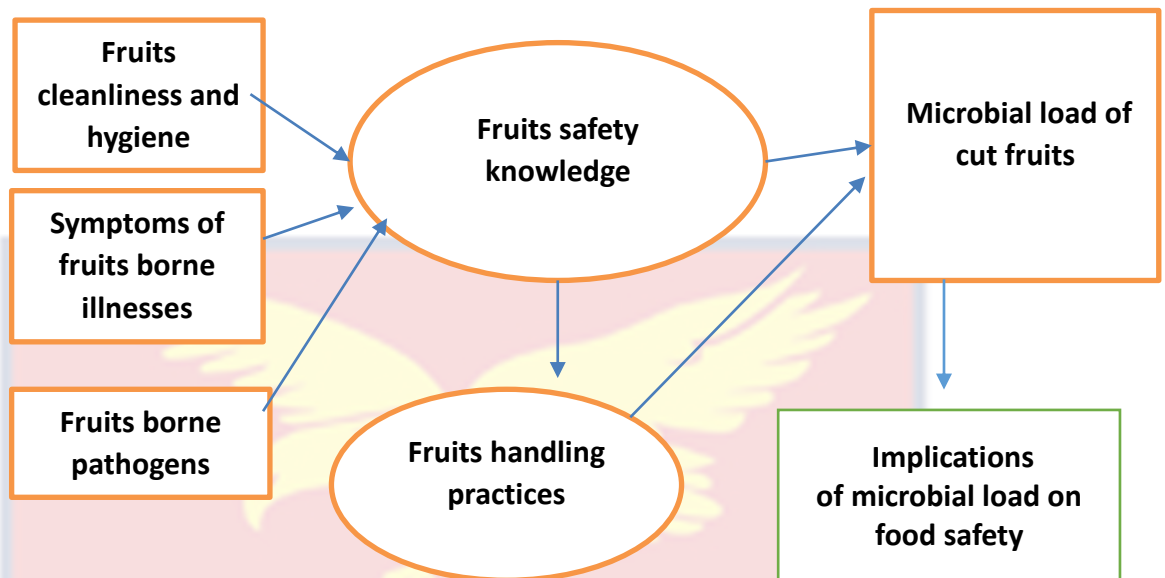 Fruits
cleanliness and
hygiene
Symptoms of
fruits borne
illnesses
Fruits borne
pathogens
Fruits safety
knowledge
Fruits handling
practices
Microbial load of
cut fruits
Implications
of microbial load on
food safety